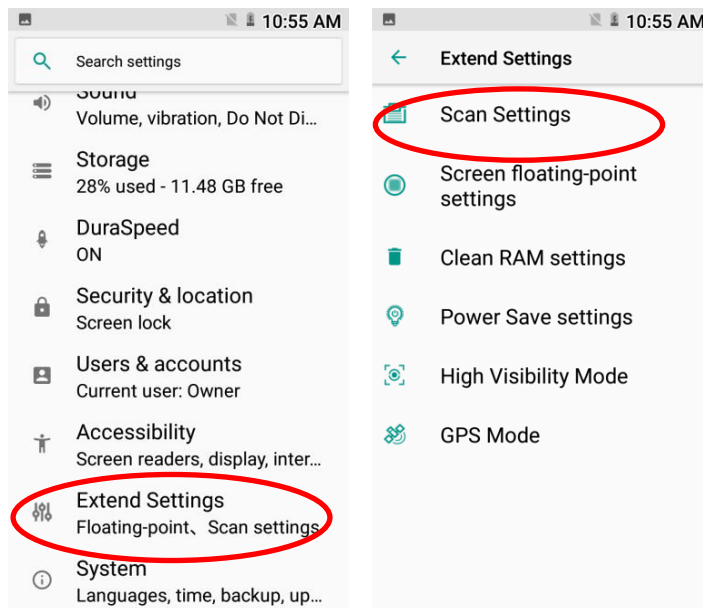 10:55 AM
Search settings
Sound
Volume, vibration, Do Not Di...
Storage
28% used - 11.48 GB free
DuraSpeed
ON
Security & location
Screen lock
Users & accounts
Current user: Owner
Accessibility
Screen readers, display, inter...
Extend Settings
Floating-point、Scan settings
System
Languages, time, backup, up...
10:55 AM
Extend Settings
Scan Settings
Screen floating-point
settings
Clean RAM settings
Power Save settings
High Visibility Mode
GPS Mode